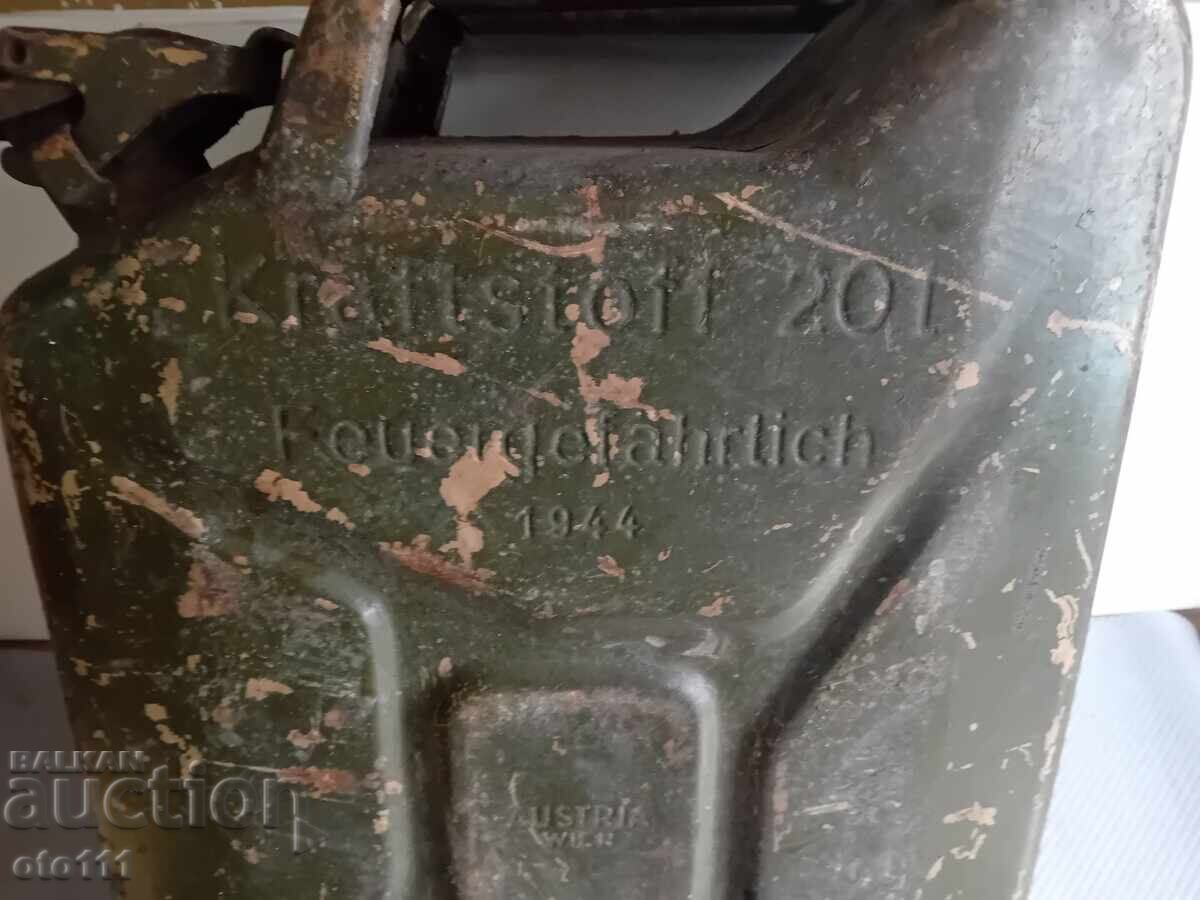 Kraftstoff 20 l
Feuergefährlich
1944
AUSTRIA
WIEN
BALKAN
auction
oto111